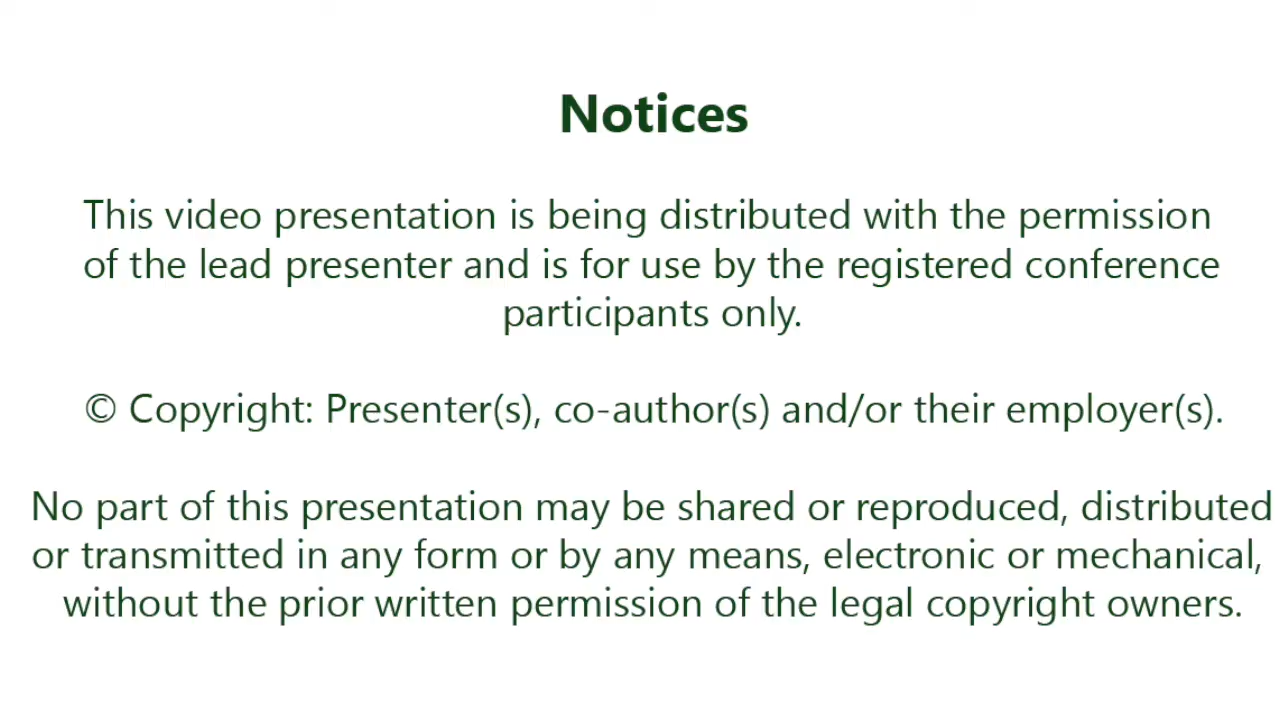 Notices
This video presentation is being distributed with the permission
of the lead presenter and is for use by the registered conference
participants only.
© Copyright: Presenter(s), co-author(s) and/or their employer(s).
No part of this presentation may be shared or reproduced, distributed
or transmitted in any form or by any means, electronic or mechanical,
without the prior written permission of the legal copyright owners.